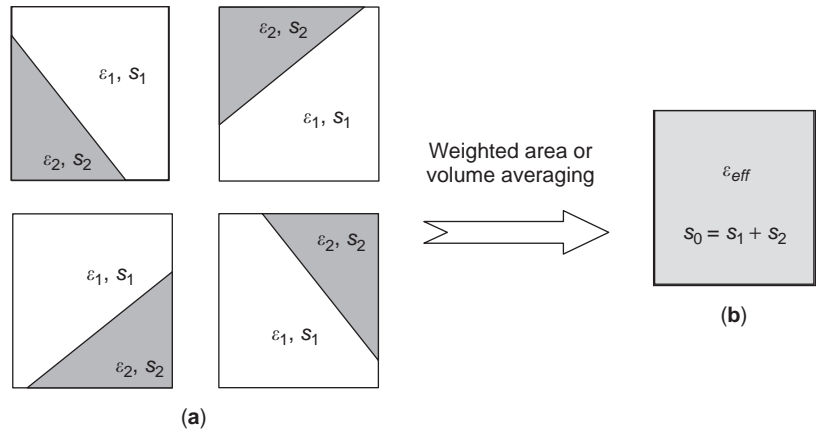 ε1, s1
ε2, s2
ε2, s2
ε1, s1
ε1, s1
ε2, s2
ε2, s2
ε1, s1
(a)
Weighted area or
volume averaging
εeff
s0 = s1 + s2
(b)